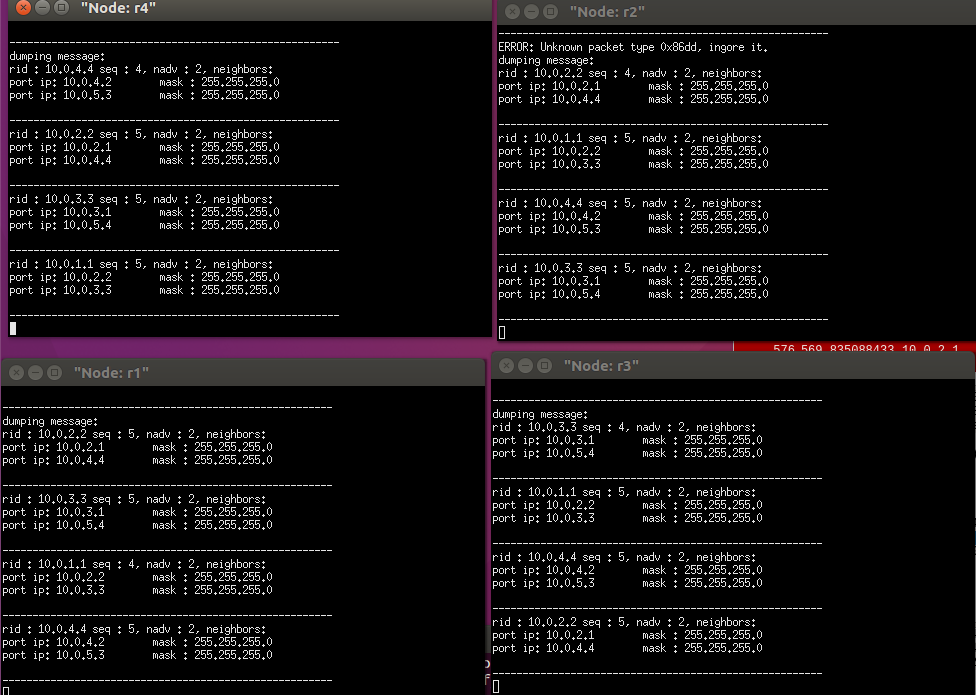 "Node: r4"
----------------------------------------------------
dumping message:
rid : 10.0.4.4 seq : 4, nadv : 2, neighbors:
port ip: 10.0.4.2 mask : 255.255.255.0
port ip: 10.0.5.3 mask : 255.255.255.0
----------------------------------------------------
rid : 10.0.2.2 seq : 5, nadv : 2, neighbors:
port ip: 10.0.2.1 mask : 255.255.255.0
port ip: 10.0.4.4 mask : 255.255.255.0
----------------------------------------------------
rid : 10.0.3.3 seq : 5, nadv : 2, neighbors:
port ip: 10.0.3.1 mask : 255.255.255.0
port ip: 10.0.5.4 mask : 255.255.255.0
----------------------------------------------------
rid : 10.0.1.1 seq : 5, nadv : 2, neighbors:
port ip: 10.0.2.2 mask : 255.255.255.0
port ip: 10.0.3.3 mask : 255.255.255.0
----------------------------------------------------
"Node: r2"
----------------------------------------------------
ERROR: Unknown packet type 0x86dd, ingore it.
dumping message:
rid : 10.0.2.2 seq : 4, nadv : 2, neighbors:
port ip: 10.0.2.1 mask : 255.255.255.0
port ip: 10.0.4.4 mask : 255.255.255.0
----------------------------------------------------
rid : 10.0.1.1 seq : 5, nadv : 2, neighbors:
port ip: 10.0.2.2 mask : 255.255.255.0
port ip: 10.0.3.3 mask : 255.255.255.0
----------------------------------------------------
rid : 10.0.4.4 seq : 5, nadv : 2, neighbors:
port ip: 10.0.4.2 mask : 255.255.255.0
port ip: 10.0.5.3 mask : 255.255.255.0
----------------------------------------------------
rid : 10.0.3.3 seq : 5, nadv : 2, neighbors:
port ip: 10.0.3.1 mask : 255.255.255.0
port ip: 10.0.5.4 mask : 255.255.255.0
----------------------------------------------------
576 569.835088433 10.0.2.1
"Node: r1"
----------------------------------------------------
dumping message:
rid : 10.0.2.2 seq : 5, nadv : 2, neighbors:
port ip: 10.0.2.1 mask : 255.255.255.0
port ip: 10.0.4.4 mask : 255.255.255.0
----------------------------------------------------
rid : 10.0.3.3 seq : 5, nadv : 2, neighbors:
port ip: 10.0.3.1 mask : 255.255.255.0
port ip: 10.0.5.4 mask : 255.255.255.0
----------------------------------------------------
rid : 10.0.1.1 seq : 4, nadv : 2, neighbors:
port ip: 10.0.2.2 mask : 255.255.255.0
port ip: 10.0.3.3 mask : 255.255.255.0
----------------------------------------------------
rid : 10.0.4.4 seq : 5, nadv : 2, neighbors:
port ip: 10.0.4.2 mask : 255.255.255.0
port ip: 10.0.5.3 mask : 255.255.255.0
----------------------------------------------------
"Node: r3"
----------------------------------------------------
dumping message:
rid : 10.0.3.3 seq : 4, nadv : 2, neighbors:
port ip: 10.0.3.1 mask : 255.255.255.0
port ip: 10.0.5.4 mask : 255.255.255.0
----------------------------------------------------
rid : 10.0.1.1 seq : 5, nadv : 2, neighbors:
port ip: 10.0.2.2 mask : 255.255.255.0
port ip: 10.0.3.3 mask : 255.255.255.0
----------------------------------------------------
rid : 10.0.4.4 seq : 5, nadv : 2, neighbors:
port ip: 10.0.4.2 mask : 255.255.255.0
port ip: 10.0.5.3 mask : 255.255.255.0
----------------------------------------------------
rid : 10.0.2.2 seq : 5, nadv : 2, neighbors:
port ip: 10.0.2.1 mask : 255.255.255.0
port ip: 10.0.4.4 mask : 255.255.255.0
----------------------------------------------------